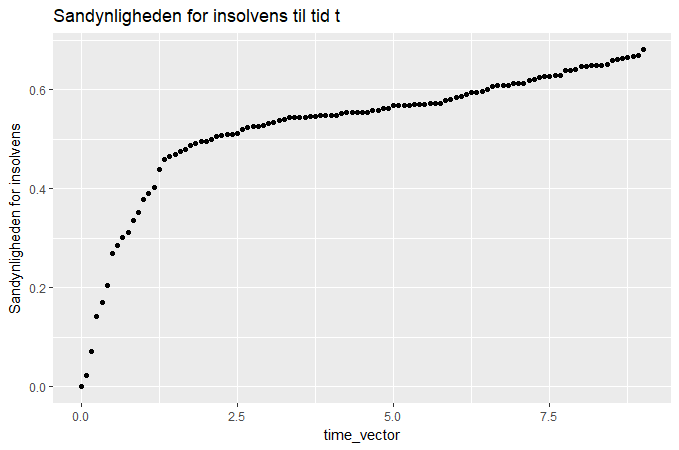 Sandynligheden for insolvens til tid t
Sandynligheden for insolvens
0.6
0.4
0.2
0.0
0.0 2.5 5.0 7.5
time_vector